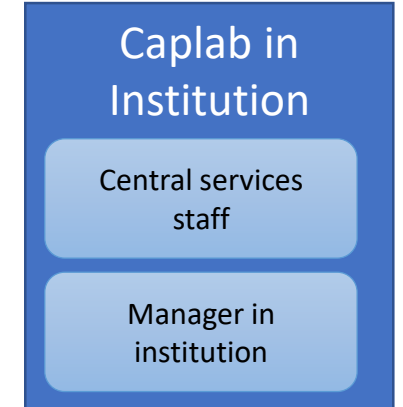 Caplab in
Institution
Central services
staff
Manager in
institution